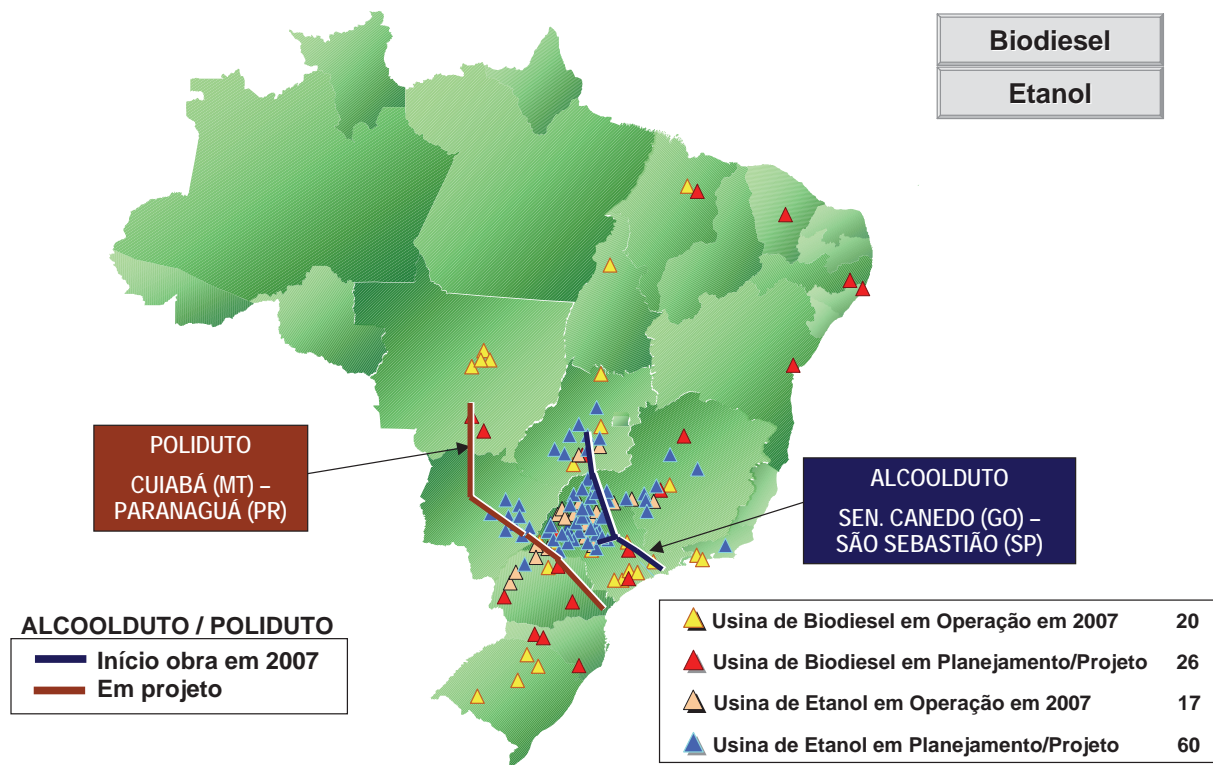 Biodiesel
Etanol
POLIDUTO
CUIABÁ (MT) –
PARANAGUÁ (PR)
ALCOOLDUTO
SEN. CANEDO (GO) –
SÃO SEBASTIÃO (SP)
ALCOOLDUTO / POLIDUTO
Início obra em 2007
Em projeto
Usina de Biodiesel em Operação em 2007 20
Usina de Biodiesel em Planejamento/Projeto 26
Usina de Etanol em Operação em 2007 17
Usina de Etanol em Planejamento/Projeto 60